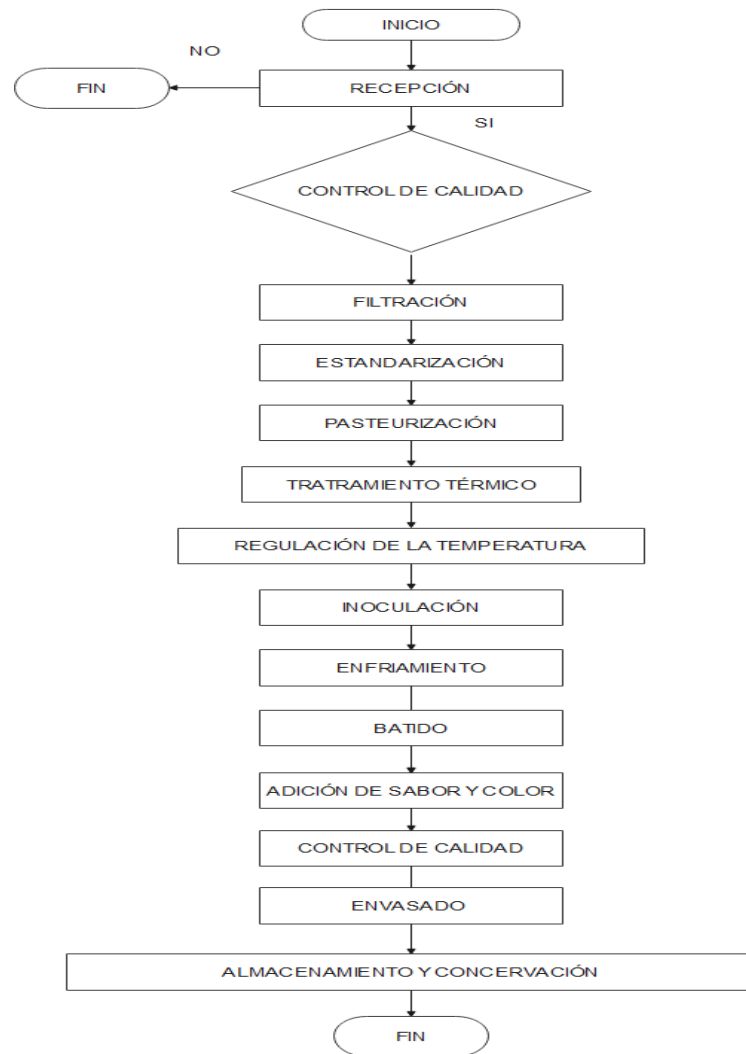 INICIO
NO
FIN
RECEPCIÓN
SI
CONTROL DE CALIDAD
FILTRACIÓN
ESTANDARIZACIÓN
PASTEURIZACIÓN
TRATRAMIENTO TÉRMICO
REGULACIÓN DE LA TEMPERATURA
INOCULACIÓN
ENFRIAMIENTO
BATIDO
ADICIÓN DE SABOR Y COLOR
CONTROL DE CALIDAD
ENVASADO
ALMACENAMIENTO Y CONCERVACIÓN
FIN